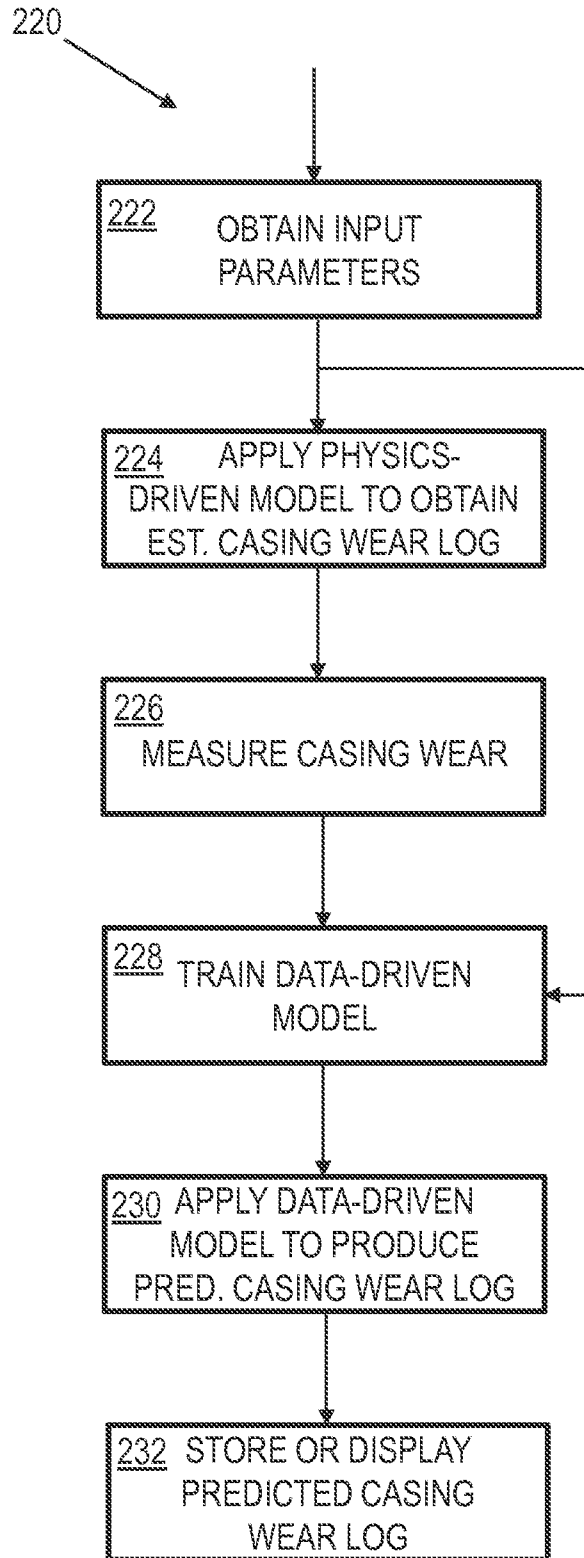 220
222 OBTAIN INPUT
PARAMETERS
224 APPLY PHYSICS-
DRIVEN MODEL TO OBTAIN
EST. CASING WEAR LOG
226
MEASURE CASING WEAR
228 TRAIN DATA-DRIVEN
MODEL
230 APPLY DATA-DRIVEN
MODEL TO PRODUCE
PRED. CASING WEAR LOG
232 STORE OR DISPLAY
PREDICTED CASING
WEAR LOG